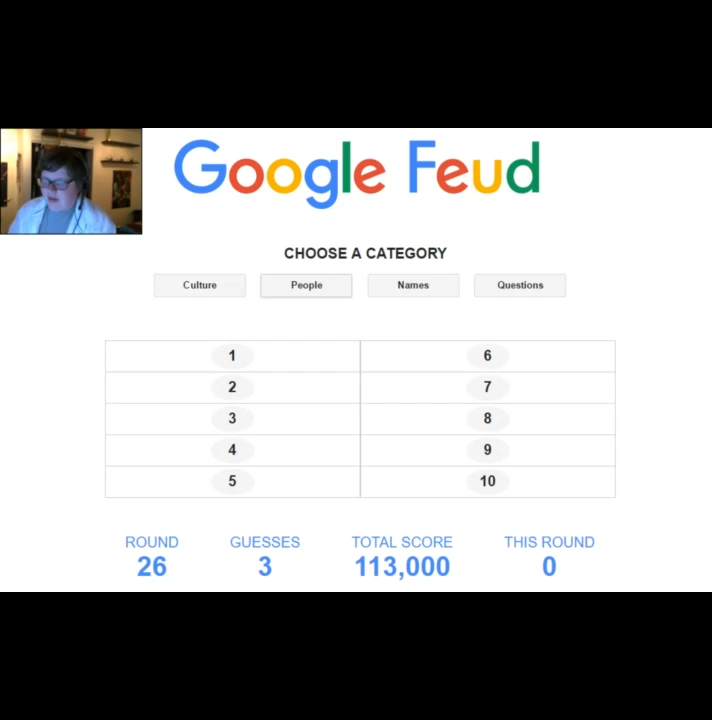 Google Feud
CHOOSE A CATEGORY
Culture People Names Questions
1 6
2 7
3 8
4 9
5 10
ROUND GUESSES TOTAL SCORE THIS ROUND
26 3 113,000 0